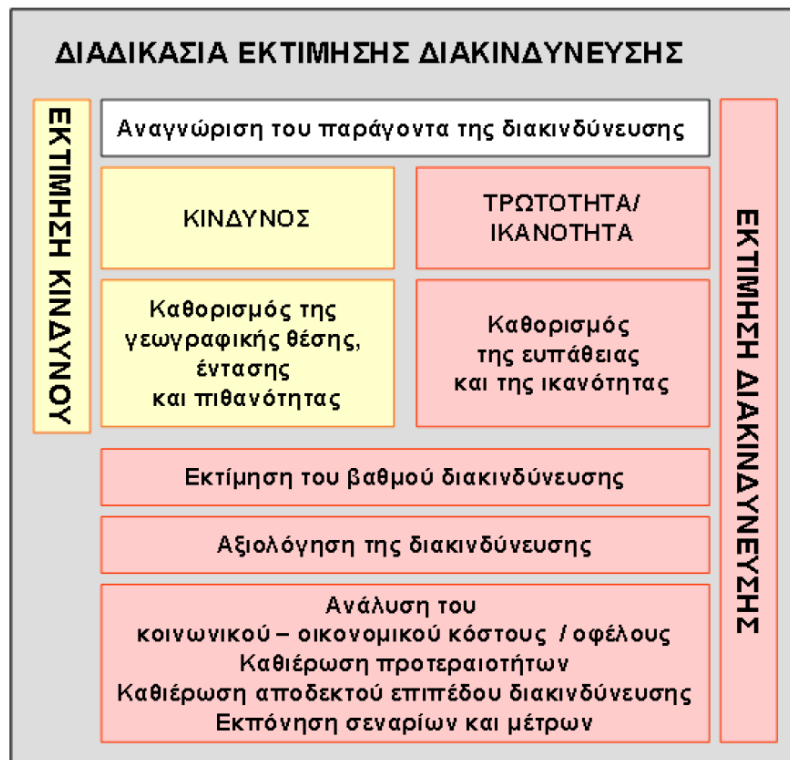 ΔΙΑΔΙΚΑΣΙΑ ΕΚΤΙΜΗΣΗΣ ΔΙΑΚΙΝΔΥΝΕΥΣΗΣ
ΕΚΤΙΜΗΣΗ ΚΙΝΔΥΝΟΥ
Αναγνώριση του παράγοντα της διακινδύνευσης
ΚΙΝΔΥΝΟΣ
ΤΡΩΤΟΤΗΤΑ/
ΙΚΑΝΟΤΗΤΑ
Καθορισμός της
γεωγραφικής θέσης,
έντασης
και πιθανότητας
Καθορισμός
της ευπάθειας
και της ικανότητας
Εκτίμηση του βαθμού διακινδύνευσης
Αξιολόγηση της διακινδύνευσης
Ανάλυση του
κοινωνικού – οικονομικού κόστους / οφέλους
Καθιέρωση προτεραιοτήτων
Καθιέρωση αποδεκτού επιπέδου διακινδύνευσης
Εκπόνηση σεναρίων και μέτρων
ΕΚΤΙΜΗΣΗ ΔΙΑΚΙΝΔΥΝΕΥΣΗΣ